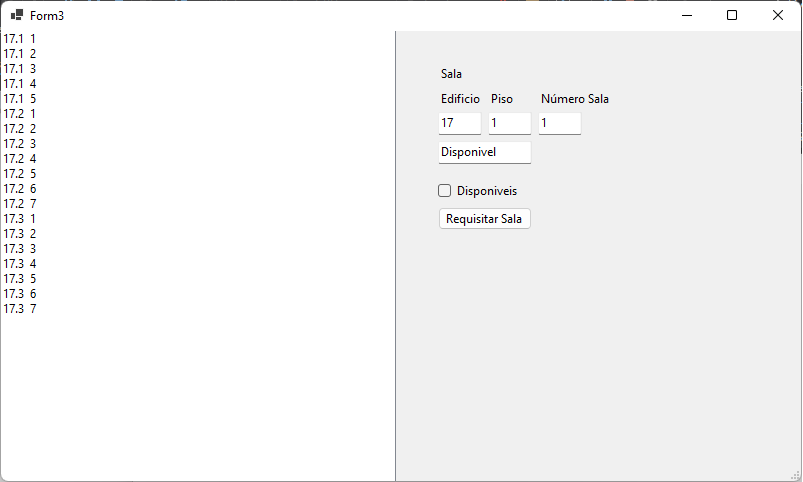 Form3
17.1 1
17.1 2
17.1 3
17.1 4
17.1 5
17.2 1
17.2 2
17.2 3
17.2 4
17.2 5
17.2 6
17.2 7
17.3 1
17.3 2
17.3 3
17.3 4
17.3 5
17.3 6
17.3 7
Sala
Edificio Piso Número Sala
17 1 1
Disponivel
Disponiveis
Requisitar Sala